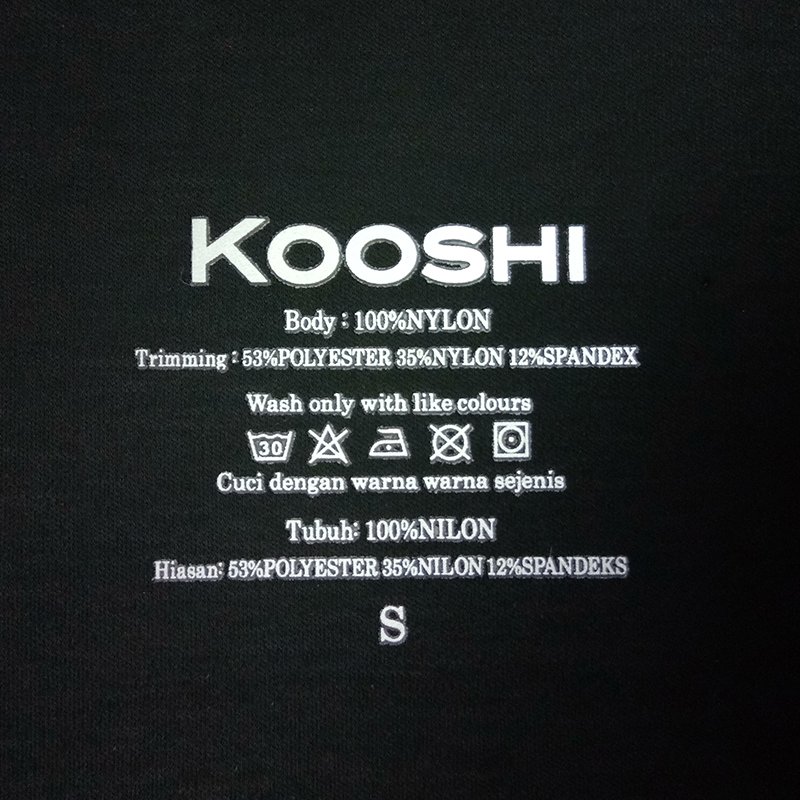 KOOSHI
Body : 100%NYLON
Trimming : 53%POLYESTER 35%NYLON 12%SPANDEX
Wash only with like colours
30
Cuci dengan warna warna sejenis
Tubuh: 100%NILON
Hiasan: 53%POLYESTER 35%NILON 12%SPANDEKS
S